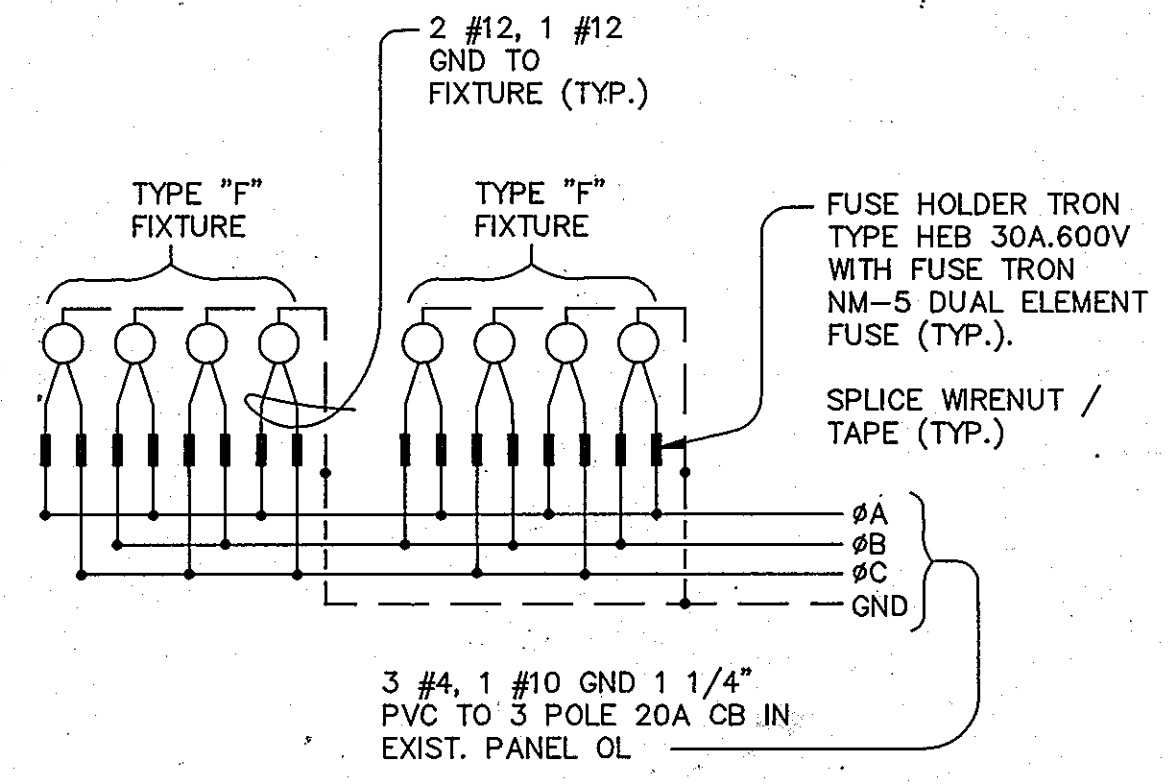 2 #12, 1 #12
GND TO
FIXTURE (TYP.)
TYPE "F"
FIXTURE
TYPE "F"
FIXTURE
FUSE HOLDER TRON
TYPE HEB 30A.600V
WITH FUSE TRON
NM-5 DUAL ELEMENT
FUSE (TYP.).
SPLICE WIRENUT /
TAPE (TYP.)
øA
øB
øC
GND
3 #4, 1 #10 GND 1 1/4"
PVC TO 3 POLE 20A CB IN
EXIST. PANEL OL